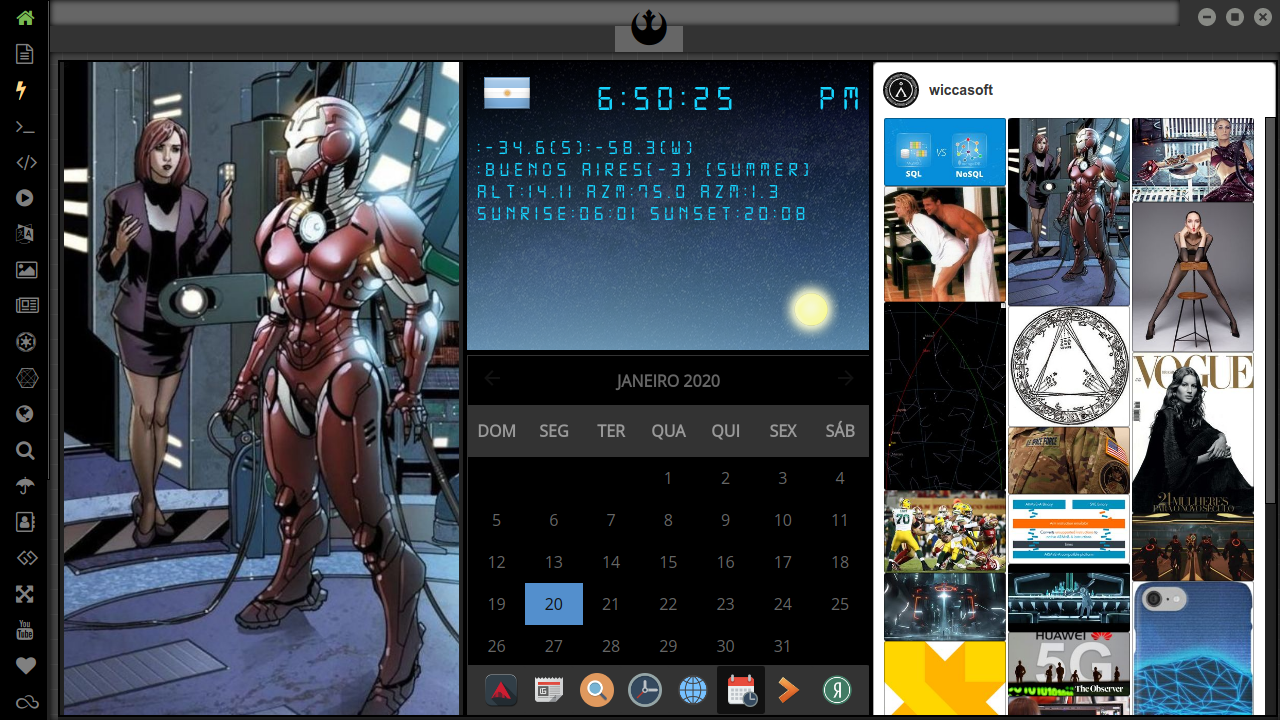 6:50:25 PM
:-34.6(S):-58.3(W)
:BUENOS AIRES(-3) (SUMMER)
ALT:14.11 AZM:75.0 AZM:1.3
SUNRISE:06:01 SUNSET:20:08
JANEIRO 2020
DOM SEG TER QUA QUI SEX SÁB
1 2 3 4
5 6 7 8 9 10 11
12 13 14 15 16 17 18
19 20 21 22 23 24 25
26 27 28 29 30 31
You
Tube
wiccasoft
VS
SQL NoSQL
VOGUE
21 MULHERES
PARA O NOVO SÉCULO
70
HUAWEI
5G
The Observer
Я